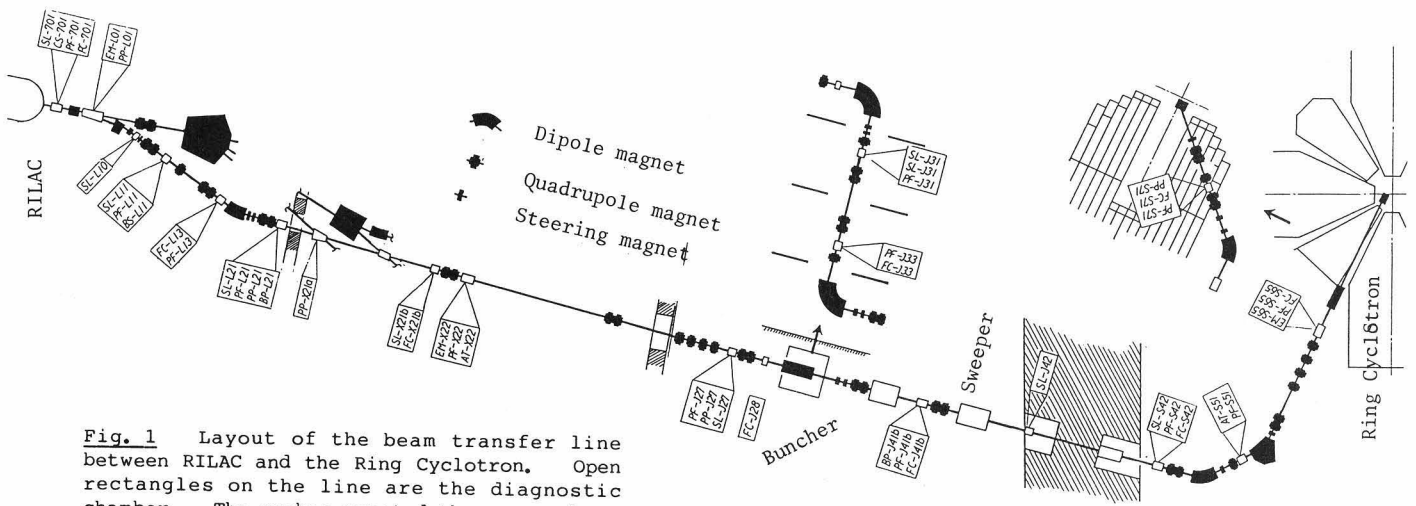 SL-701
CS-701
PF-701
FC-701
EM-L01
PP-L01
RILAC
SL-L10
SL-L11
PF-L11
BS-L11
FC-L13
PF-L13
SL-L21
PF-L21
PP-L21
BP-L21
PP-X21a
SL-X21b
FC-X21b
EM-X22
PF-X22
AT-X22
Dipole magnet
Quadrupole magnet
Steering magnet
SL-J31
SL-J31
PF-J31
PF-J33
FC-J33
PF-J27
PP-J27
SL-J27
FC-J28
Buncher
BP-J41b
PF-J41b
FC-J41b
Sweeper
SL-J42
SL-S42
PF-S42
FC-S42
AT-S51
PF-S51
EM-S65
PF-S65
FC-S65
PF-S71
FC-S71
PP-S71
Ring Cyclotron
Fig. 1 Layout of the beam transfer line
between RILAC and the Ring Cyclotron. Open
rectangles on the line are the diagnostic